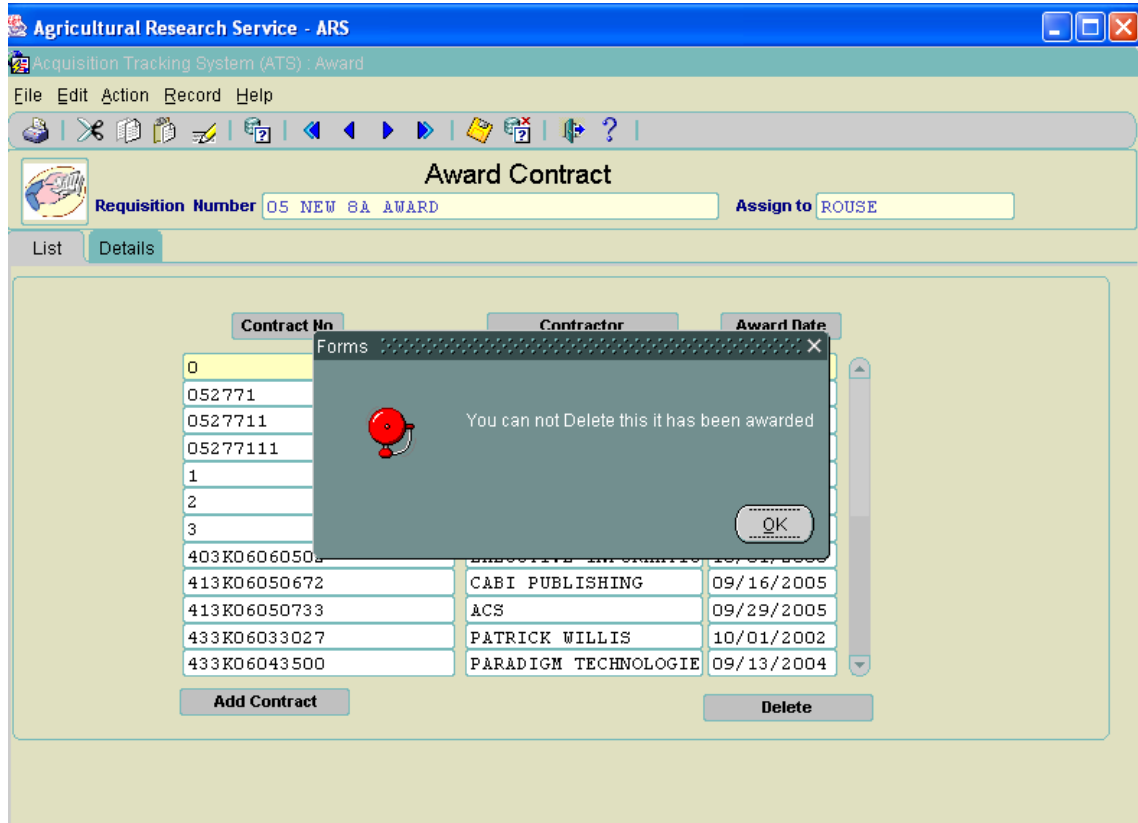 Agricultural Research Service - ARS
Acquisition Tracking System (ATS) : Award
File Edit Action Record Help
Award Contract
Requisition Number 05 NEW 8A AWARD Assign to ROUSE
List Details
Contract No Contractor Award Date
Forms
0
052771
0527711 You can not Delete this it has been awarded
05277111
1
2
3 OK
403K0606050
413K06050672 CABI PUBLISHING 09/16/2005
413K06050733 ACS 09/29/2005
433K06033027 PATRICK WILLIS 10/01/2002
433K06043500 PARADIGM TECHNOLOGIE 09/13/2004
Add Contract Delete